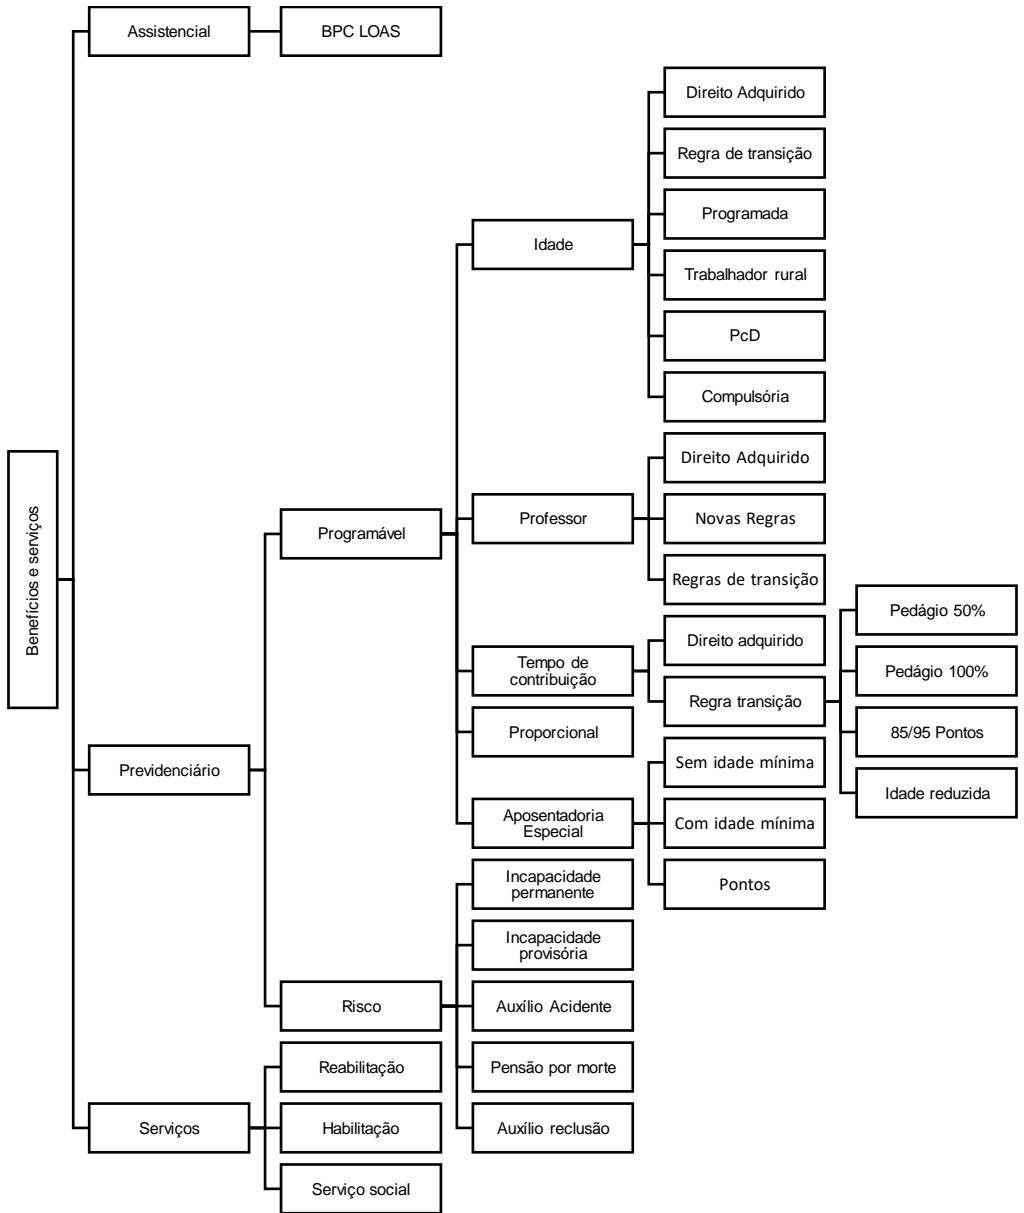 Benefícios e serviços
Assistencial
BPC LOAS
Previdenciário
Programável
Idade
Direito Adquirido
Regra de transição
Programada
Trabalhador rural
PcD
Compulsória
Professor
Direito Adquirido
Novas Regras
Regras de transição
Tempo de
contribuição
Direito adquirido
Regra transição
Pedágio 50%
Pedágio 100%
85/95 Pontos
Idade reduzida
Proporcional
Aposentadoria
Especial
Sem idade mínima
Com idade mínima
Pontos
Risco
Incapacidade
permanente
Incapacidade
provisória
Auxílio Acidente
Pensão por morte
Auxílio reclusão
Serviços
Reabilitação
Habilitação
Serviço social